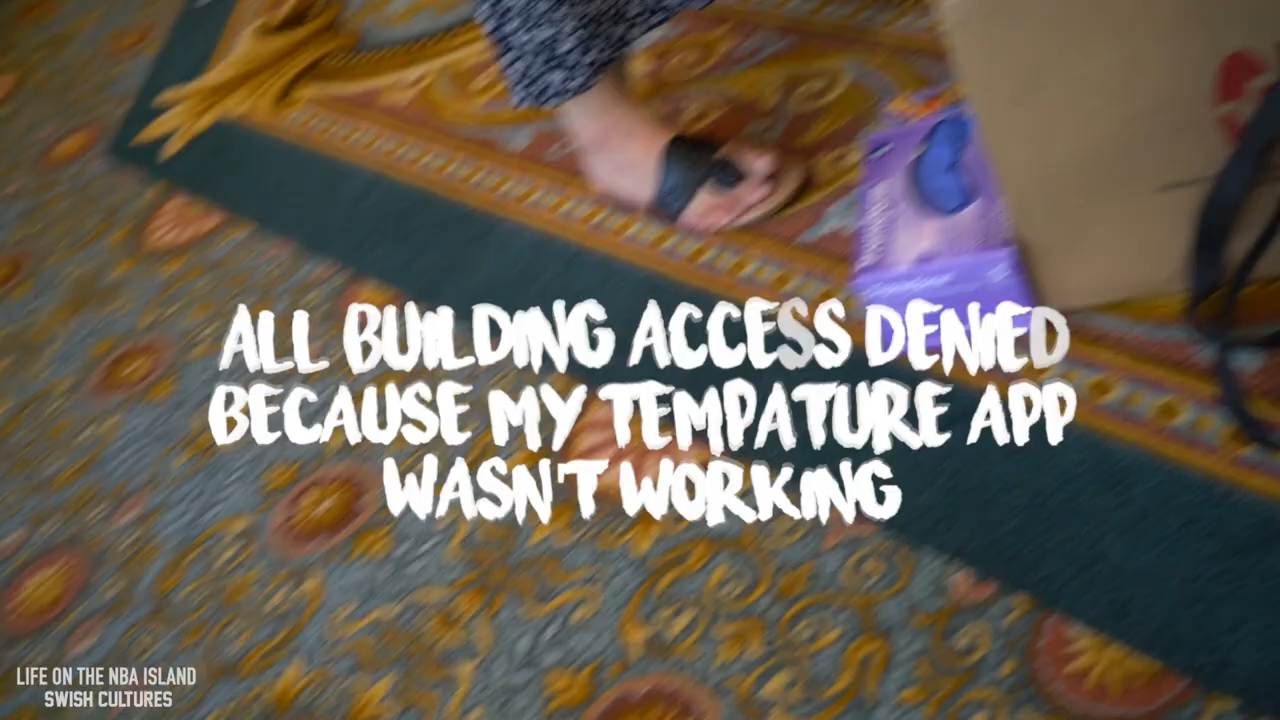 ALL BUILDING ACCESS DENIED
BECAUSE MY TEMPATURE APP
WASN'T WORKING
LIFE ON THE NBA ISLAND
SWISH CULTURES